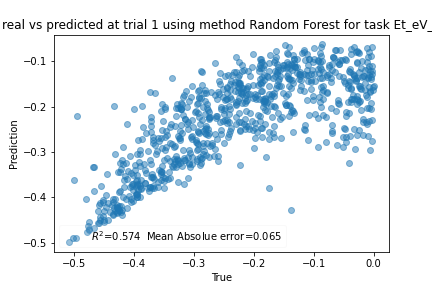 real vs predicted at trial 1 using method Random Forest for task Et_eV_
−0.1
−0.2
−0.3
−0.4
−0.5
Prediction
R²=0.574 Mean Absolue error=0.065
−0.5 −0.4 −0.3 −0.2 −0.1 0.0
True